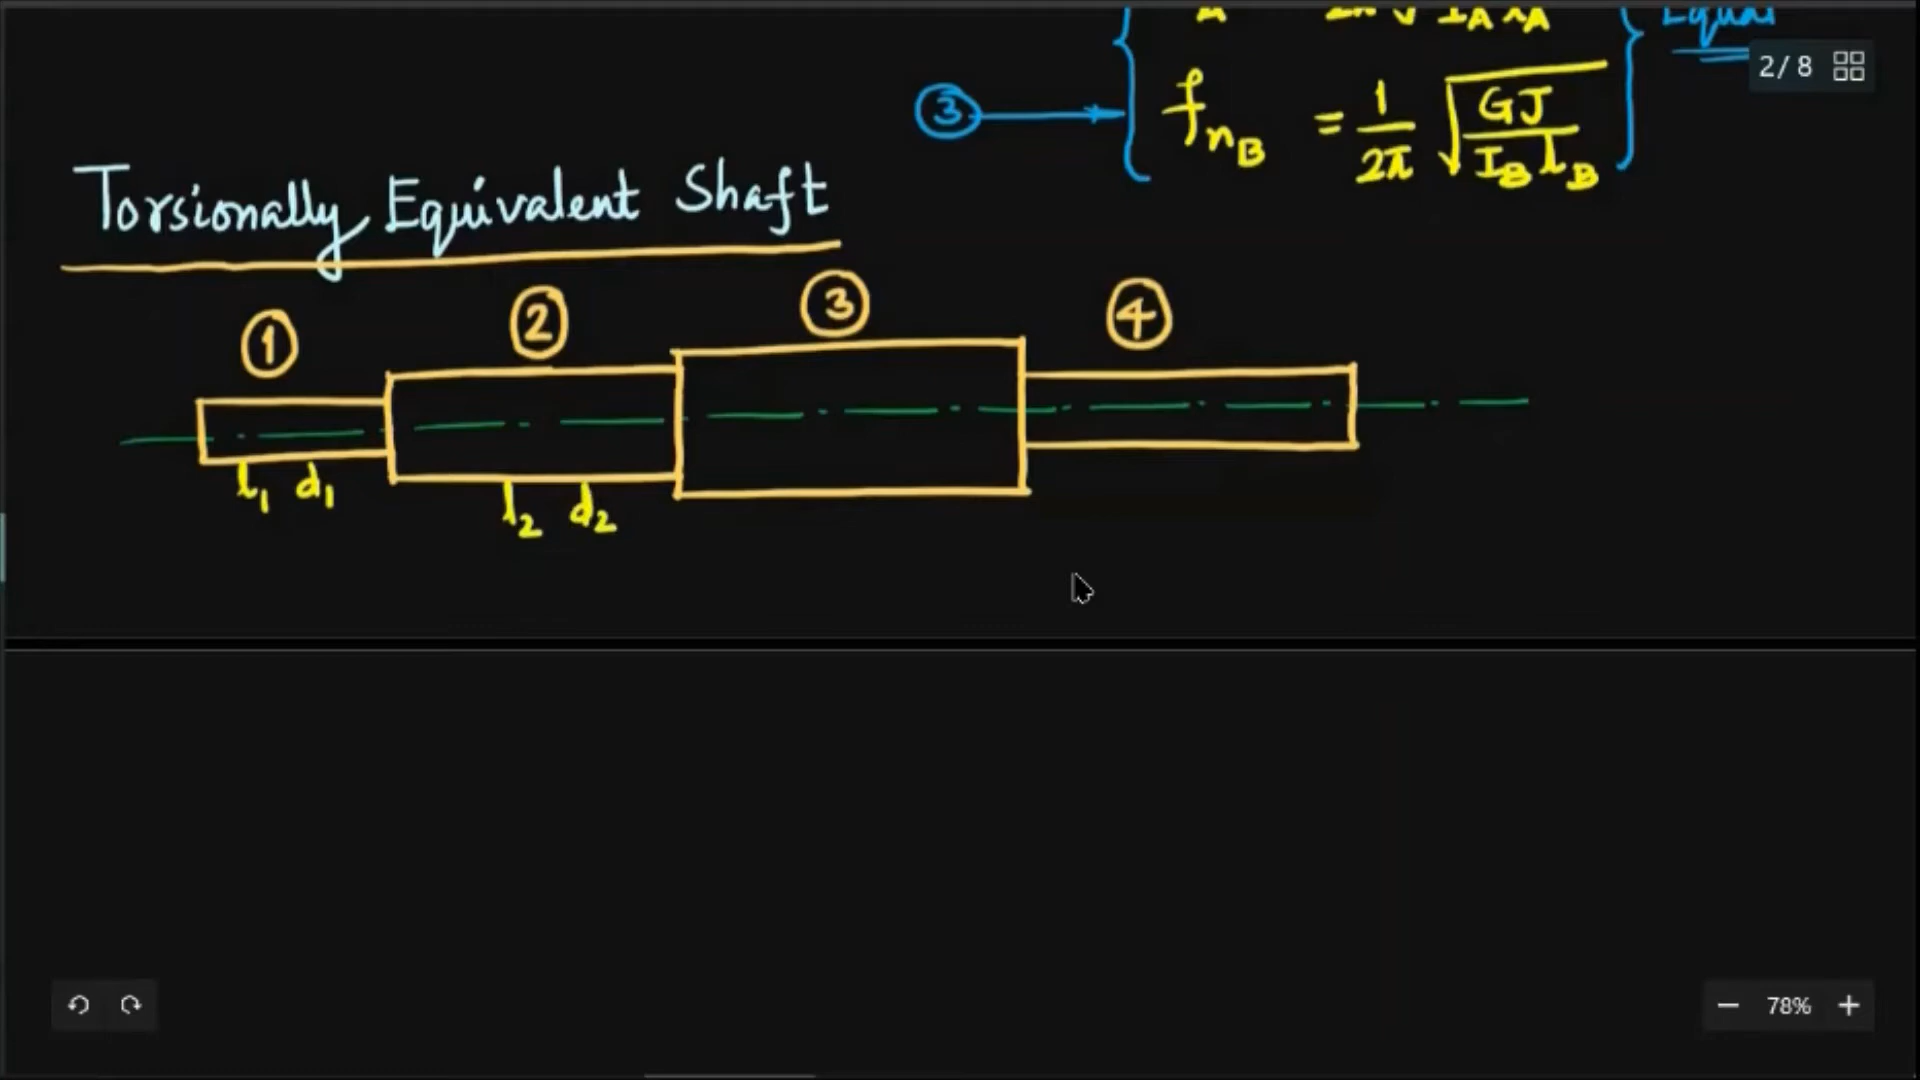 Equal
2/8
③ f_nB = 1/2π √(GJ/I_B l_B)
Torsionally Equivalent Shaft
① ② ③ ④
l₁ d₁
l₂ d₂
78%